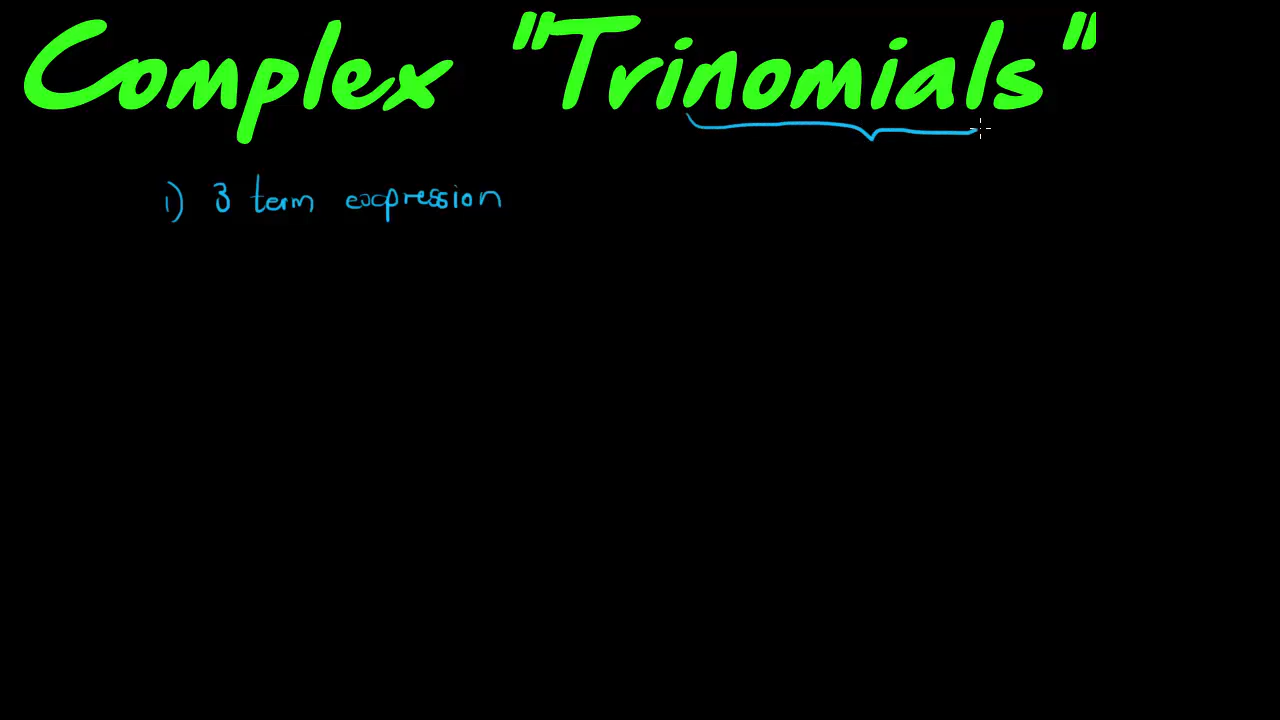 Complex "Trinomials"
1) 3 term expression